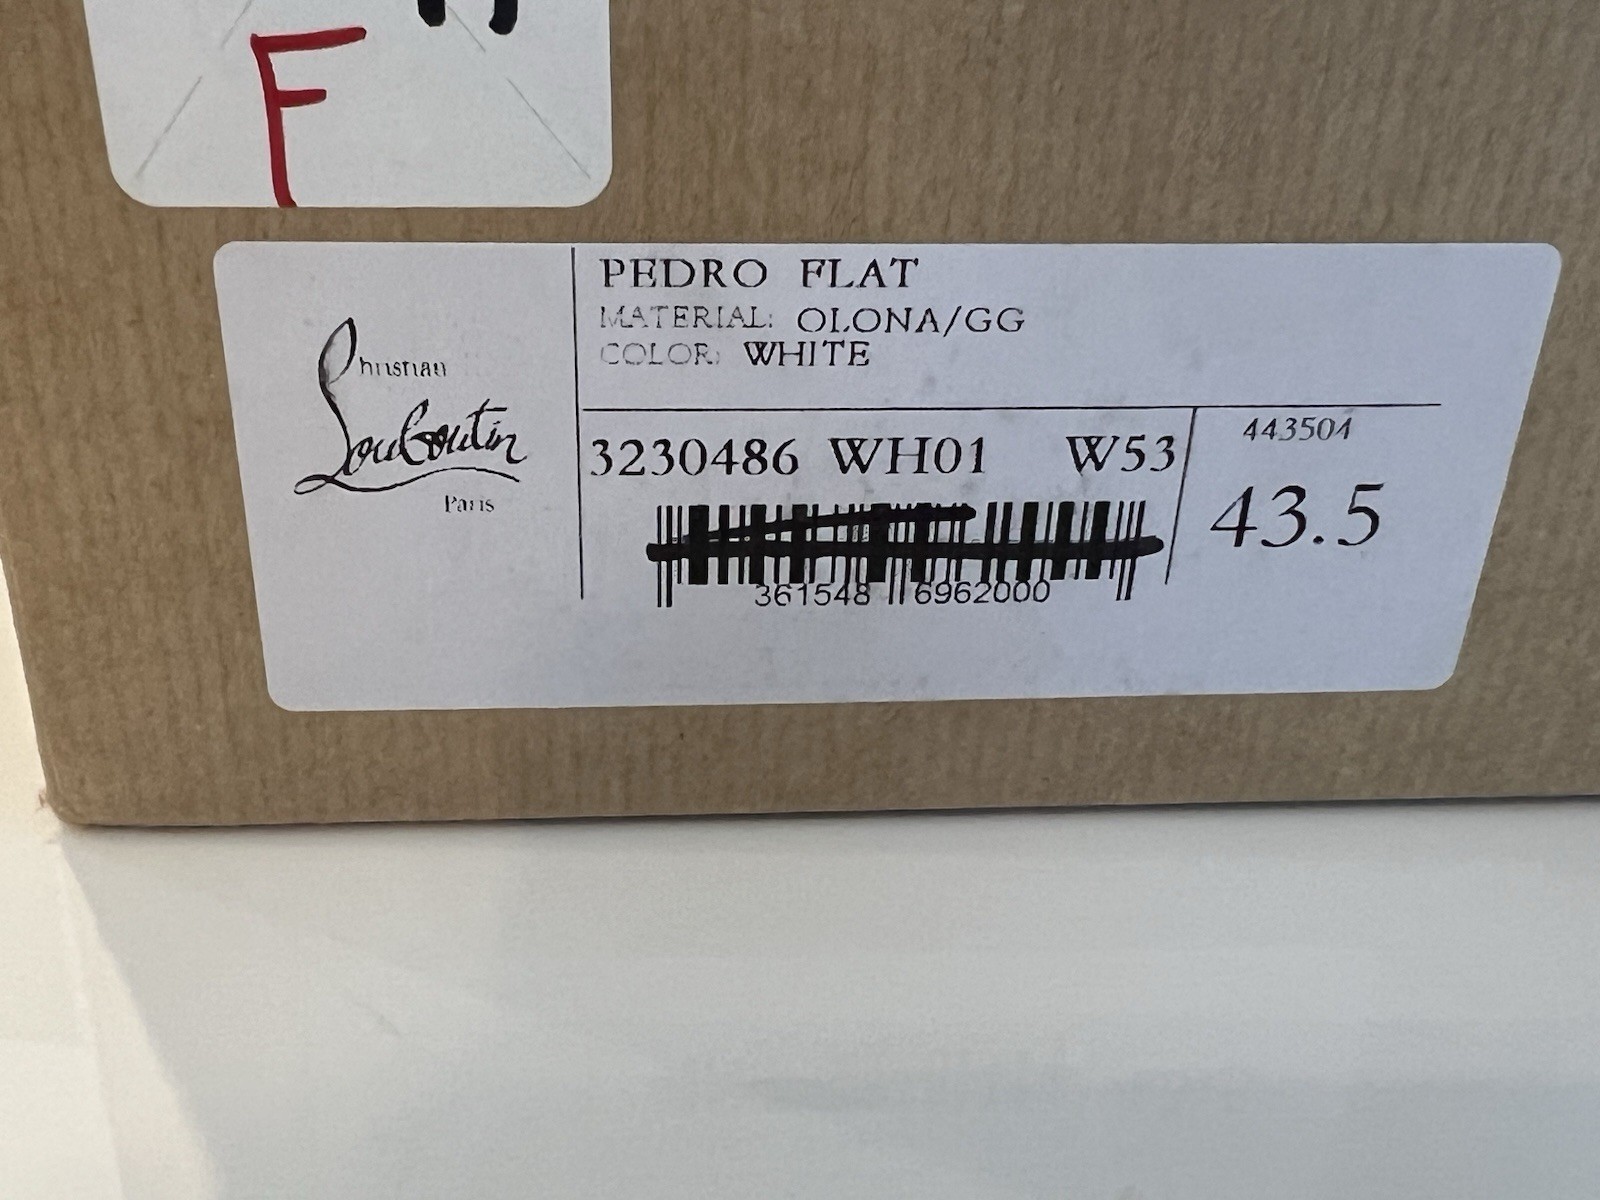 F
Christian
Louboutin
Paris
PEDRO FLAT
MATERIAL: OLONA/GG
COLOR: WHITE
3230486 WH01 W53
443504
43.5
361548 6962000